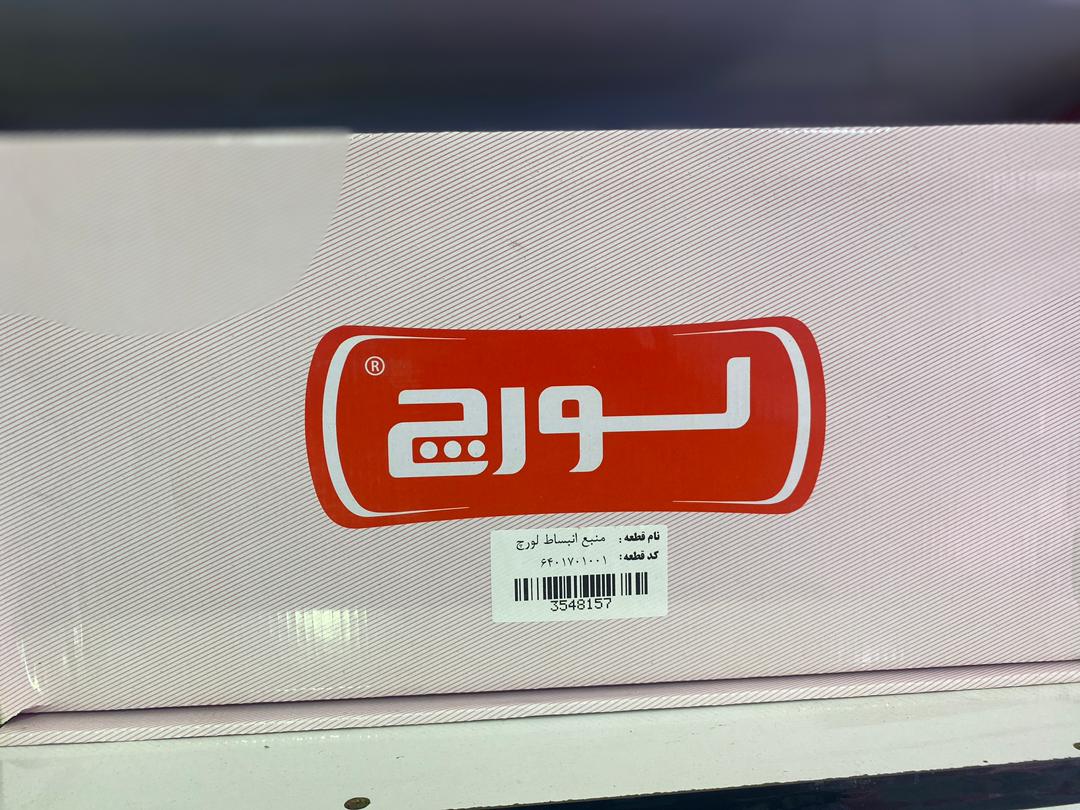 لورچ ®
نام قطعه : منبع انبساط لورچ
کد قطعه : ۶۴۰۱۷۰۱۰۰۱
3548157